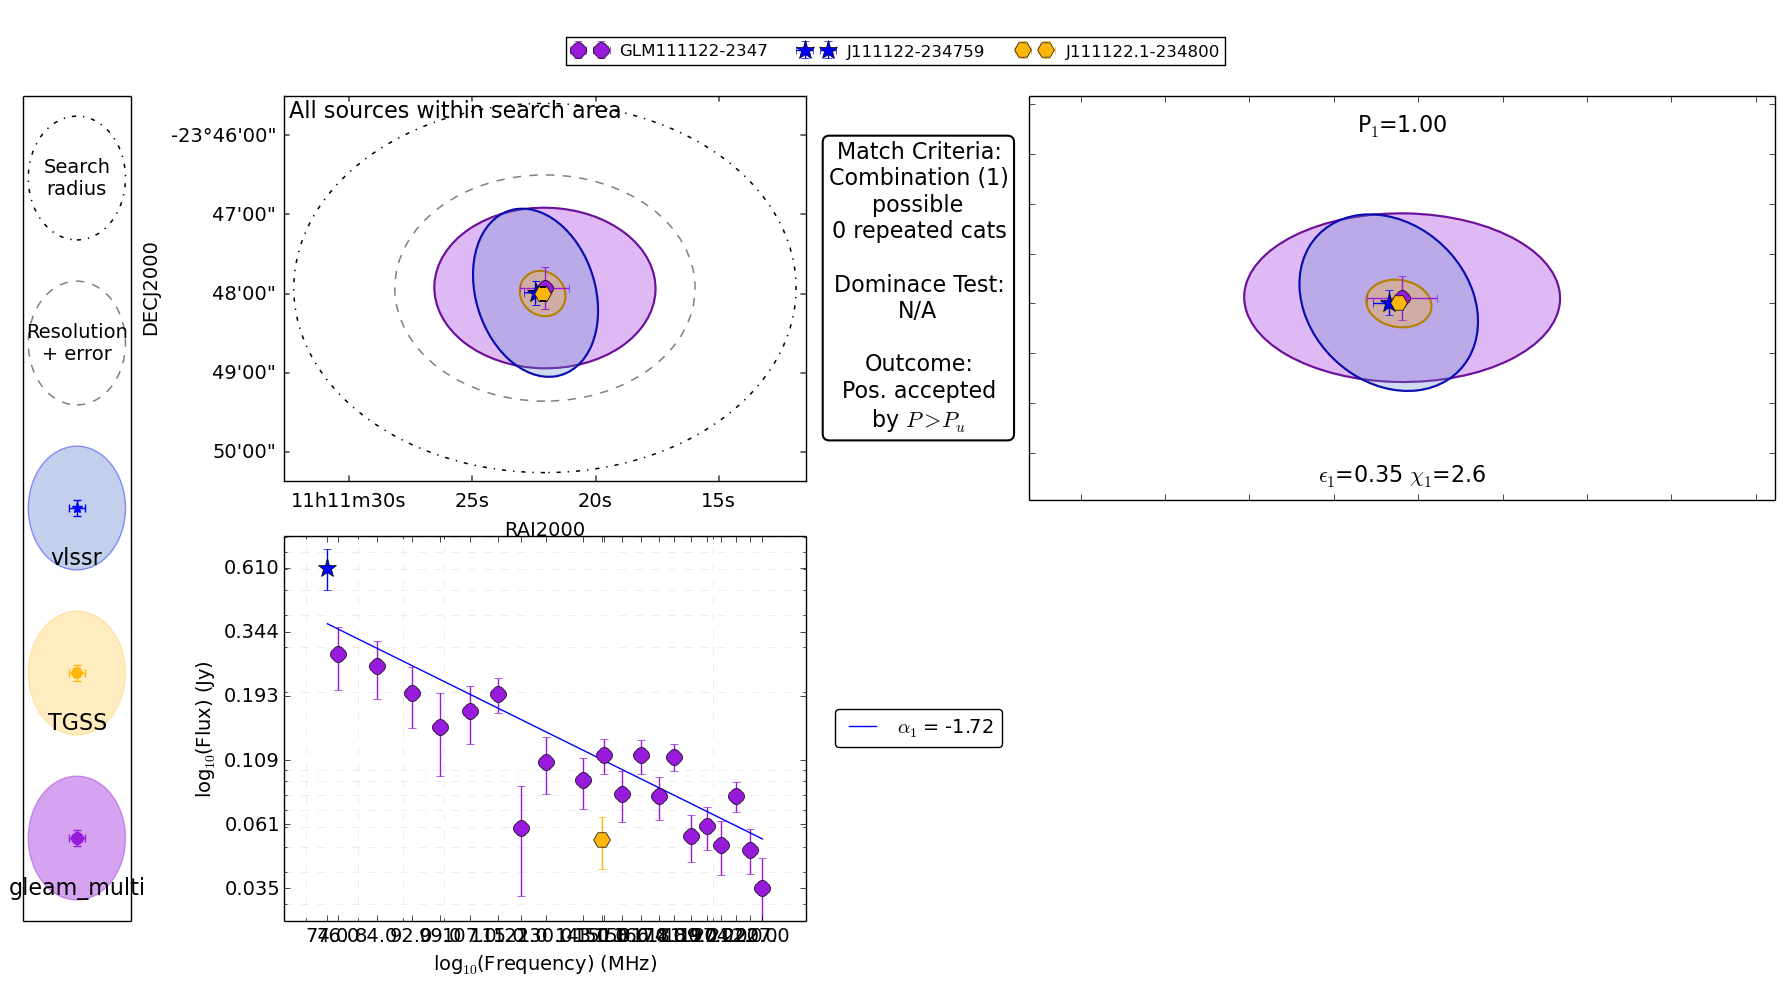 GLM111122-2347 J111122-234759 J111122.1-234800
Search
radius
Resolution
+ error
vlssr
TGSS
gleam_multi
All sources within search area
DECJ2000
-23°46'00"
47'00"
48'00"
49'00"
50'00"
11h11m30s 25s 20s 15s
RAJ2000
Match Criteria:
Combination (1)
possible
0 repeated cats
Dominace Test:
N/A
Outcome:
Pos. accepted
by P>Pᵤ
P₁=1.00
ϵ₁=0.35 χ₁=2.6
log₁₀(Flux) (Jy)
0.610
0.344
0.193
0.109
0.061
0.035
log₁₀(Frequency) (MHz)
α₁ = -1.72